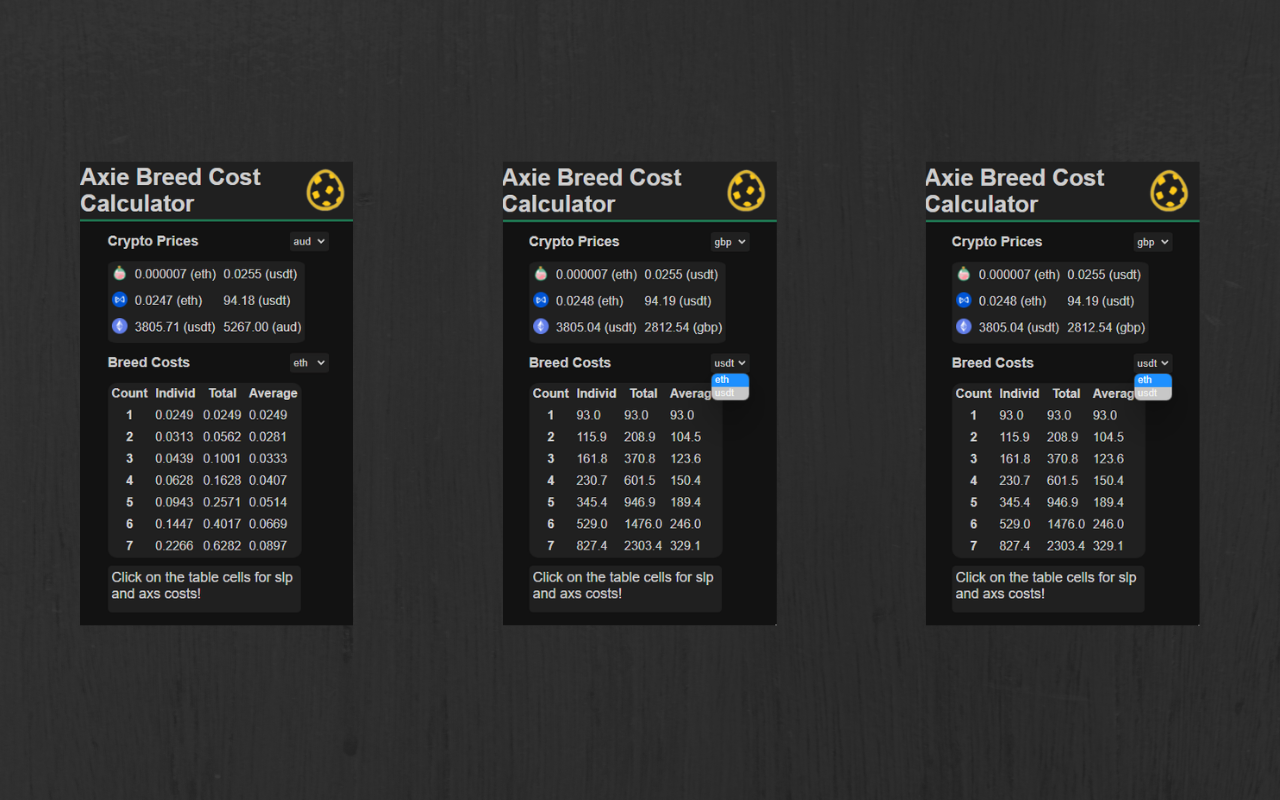 Axie Breed Cost
Calculator
Crypto Prices aud
0.000007 (eth) 0.0255 (usdt)
0.0247 (eth) 94.18 (usdt)
3805.71 (usdt) 5267.00 (aud)
Breed Costs eth
Count Individ Total Average
1 0.0249 0.0249 0.0249
2 0.0313 0.0562 0.0281
3 0.0439 0.1001 0.0333
4 0.0628 0.1628 0.0407
5 0.0943 0.2571 0.0514
6 0.1447 0.4017 0.0669
7 0.2266 0.6282 0.0897
Click on the table cells for slp
and axs costs!
Axie Breed Cost
Calculator
Crypto Prices gbp
0.000007 (eth) 0.0255 (usdt)
0.0248 (eth) 94.19 (usdt)
3805.04 (usdt) 2812.54 (gbp)
Breed Costs usdt
eth
usdt
Count Individ Total Averag
1 93.0 93.0 93.0
2 115.9 208.9 104.5
3 161.8 370.8 123.6
4 230.7 601.5 150.4
5 345.4 946.9 189.4
6 529.0 1476.0 246.0
7 827.4 2303.4 329.1
Click on the table cells for slp
and axs costs!
Axie Breed Cost
Calculator
Crypto Prices gbp
0.000007 (eth) 0.0255 (usdt)
0.0248 (eth) 94.19 (usdt)
3805.04 (usdt) 2812.54 (gbp)
Breed Costs usdt
eth
usdt
Count Individ Total Averag
1 93.0 93.0 93.0
2 115.9 208.9 104.5
3 161.8 370.8 123.6
4 230.7 601.5 150.4
5 345.4 946.9 189.4
6 529.0 1476.0 246.0
7 827.4 2303.4 329.1
Click on the table cells for slp
and axs costs!